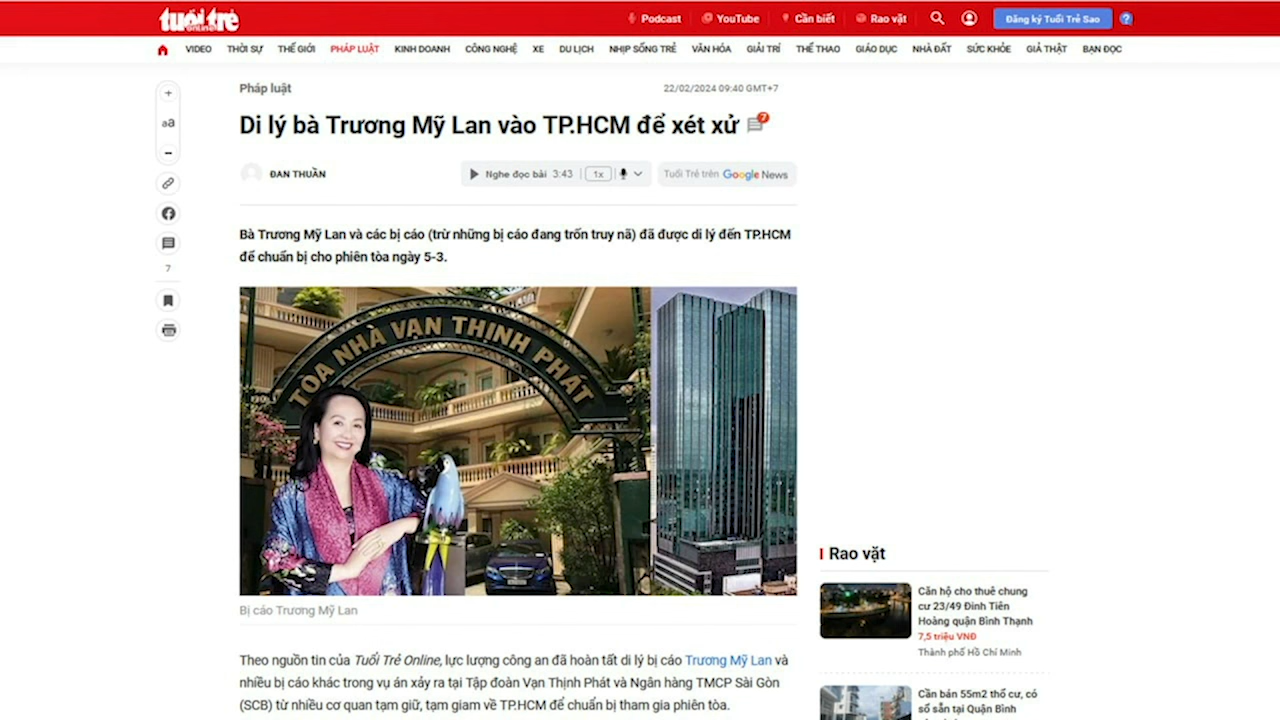 tuổi trẻ
ONLINE
Podcast
YouTube
Cần biết
Rao vặt
Đăng ký Tuổi Trẻ Sao
?
VIDEO THỜI SỰ THẾ GIỚI PHÁP LUẬT KINH DOANH CÔNG NGHỆ XE DU LỊCH NHỊP SỐNG TRẺ VĂN HÓA GIẢI TRÍ THỂ THAO GIÁO DỤC NHÀ ĐẤT SỨC KHỎE GIẢ THẬT BẠN ĐỌC
+
aa
−
7
Pháp luật
22/02/2024 09:40 GMT+7
Di lý bà Trương Mỹ Lan vào TP.HCM để xét xử 7
ĐAN THUẦN
Nghe đọc bài 3:43 1x
Tuổi Trẻ trên Google News
Bà Trương Mỹ Lan và các bị cáo (trừ những bị cáo đang trốn truy nã) đã được di lý đến TP.HCM
để chuẩn bị cho phiên tòa ngày 5-3.
TÒA NHÀ VẠN THỊNH PHÁT
Bị cáo Trương Mỹ Lan
Theo nguồn tin của Tuổi Trẻ Online, lực lượng công an đã hoàn tất di lý bị cáo Trương Mỹ Lan và
nhiều bị cáo khác trong vụ án xảy ra tại Tập đoàn Vạn Thịnh Phát và Ngân hàng TMCP Sài Gòn
(SCB) từ nhiều cơ quan tạm giữ, tạm giam về TP.HCM để chuẩn bị tham gia phiên tòa.
Rao vặt
Căn hộ cho thuê chung
cư 23/49 Đinh Tiên
Hoàng quận Bình Thạnh
7,5 triệu VNĐ
Thành phố Hồ Chí Minh
Cần bán 55m2 thổ cư, có
sổ sẵn tại Quận Bình